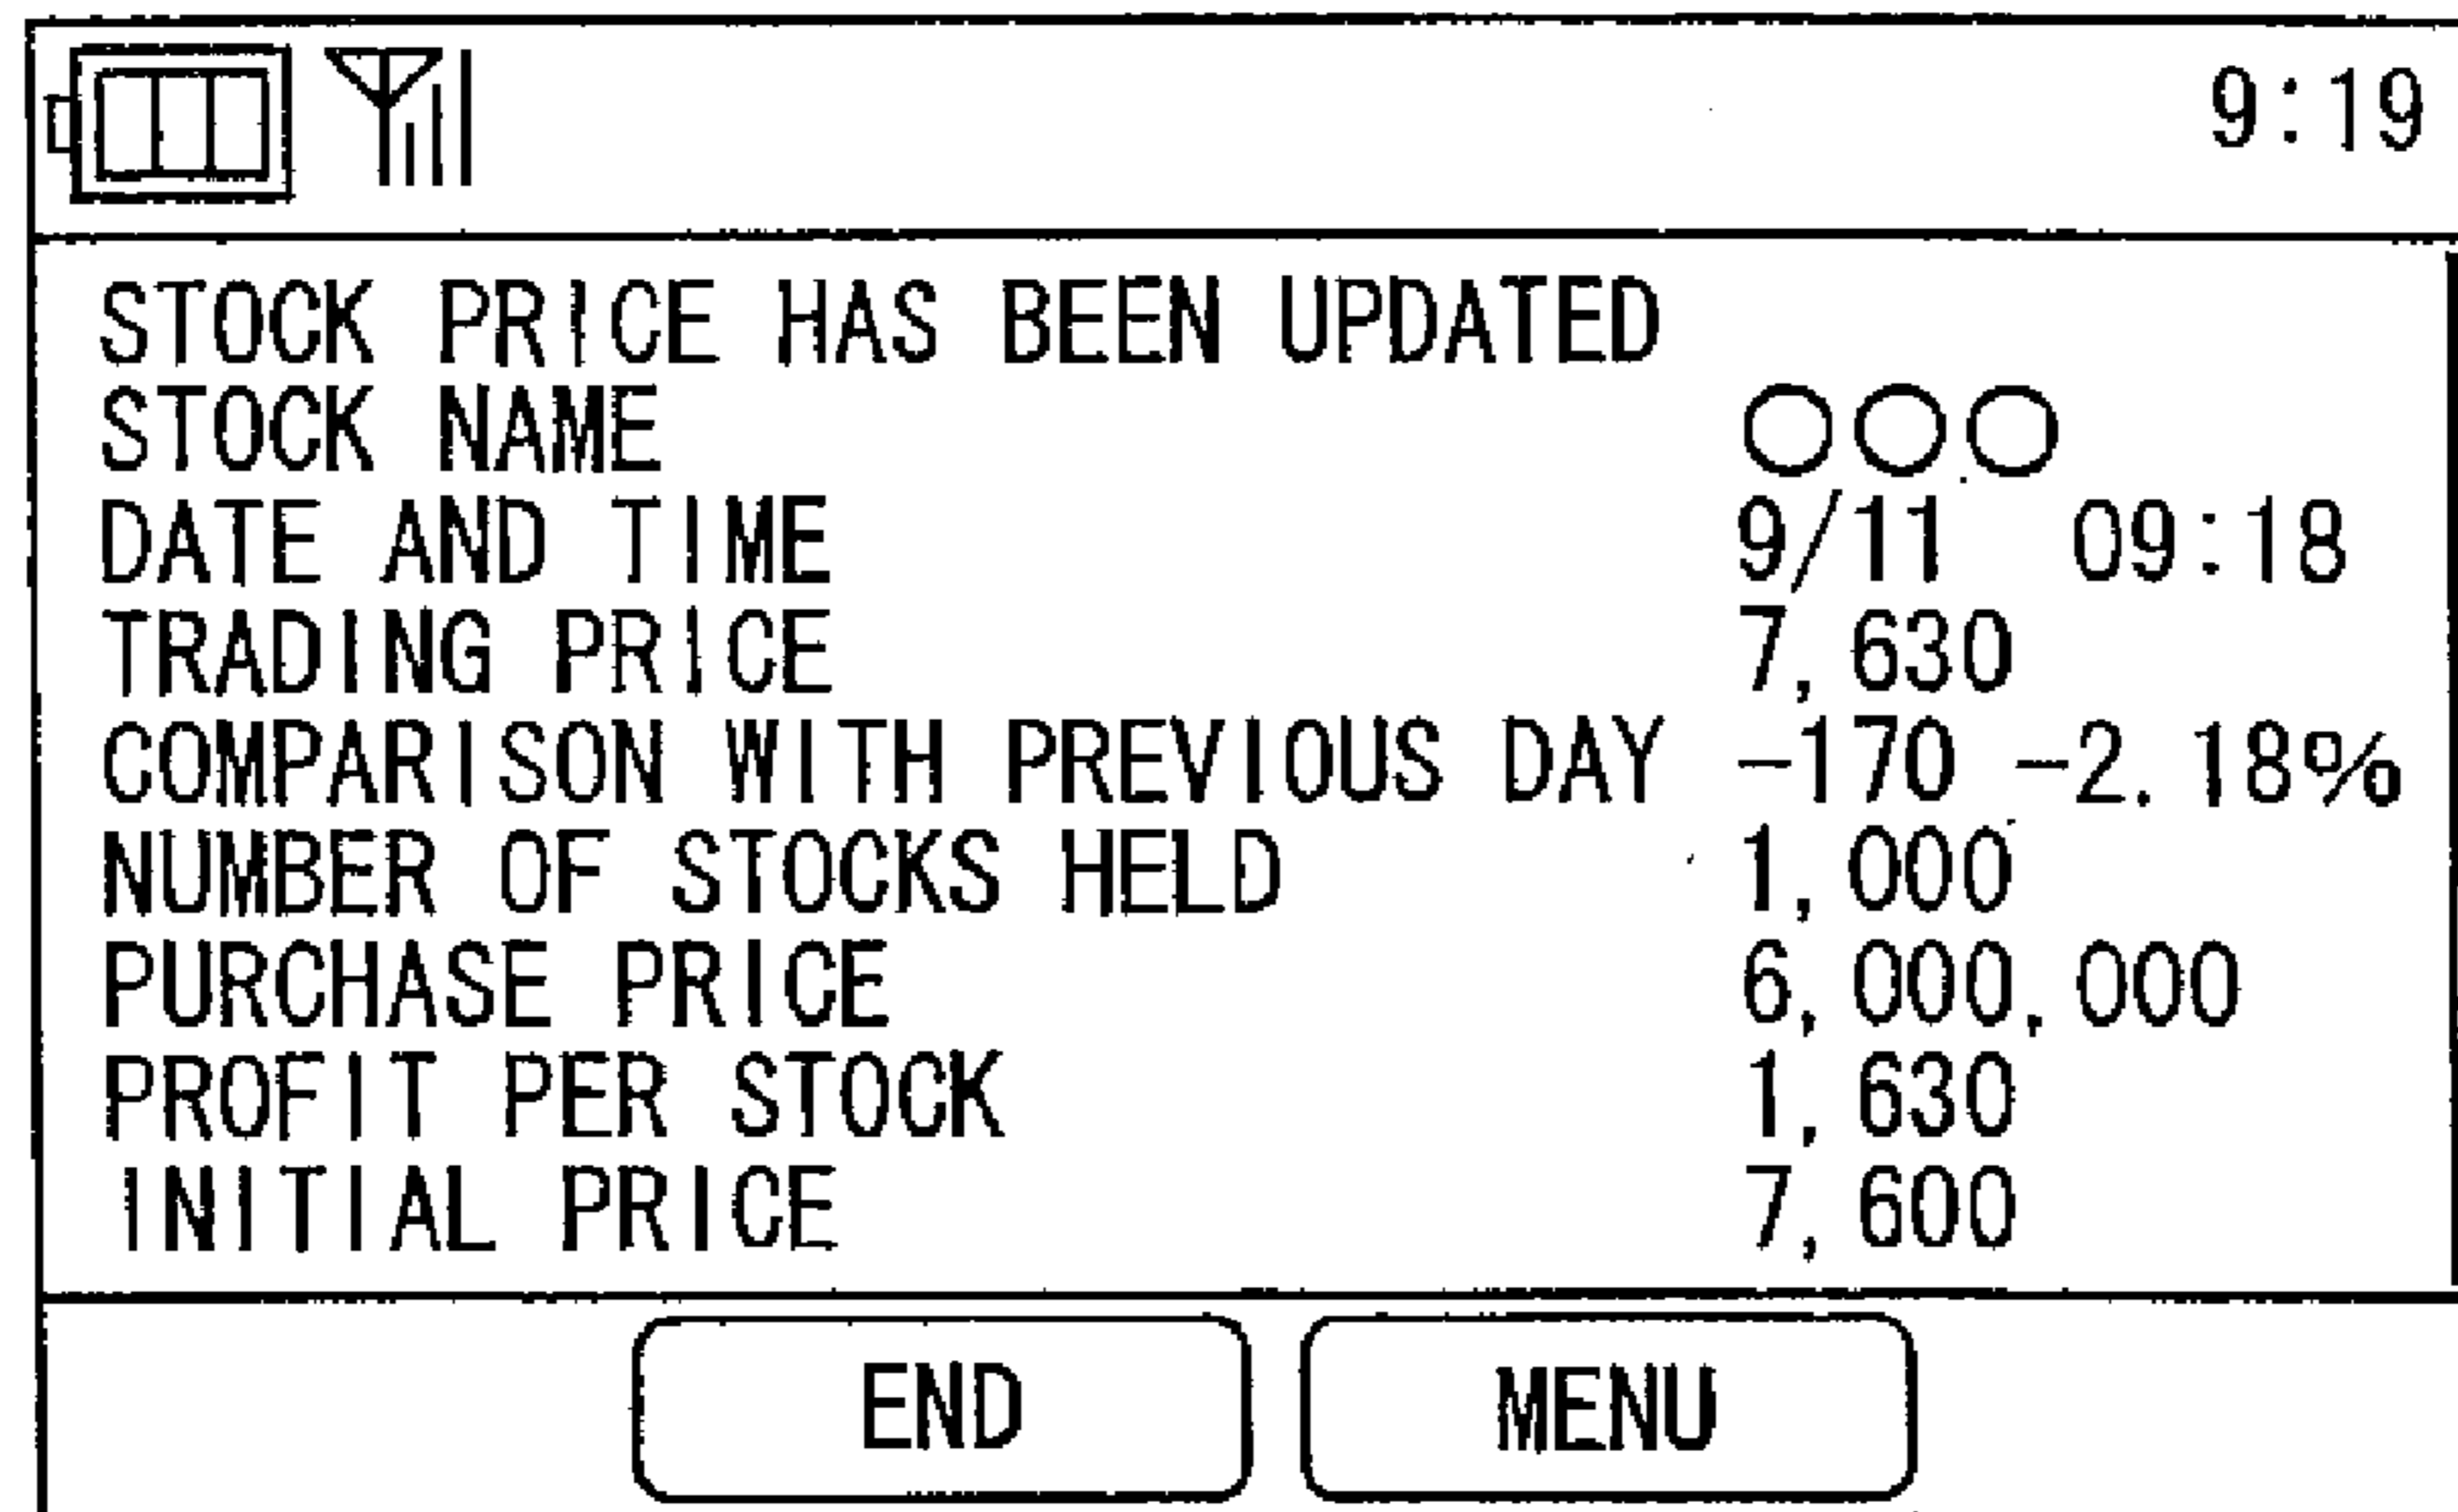 9:19
STOCK PRICE HAS BEEN UPDATED
STOCK NAME ○○○
DATE AND TIME 9/11 09:18
TRADING PRICE 7,630
COMPARISON WITH PREVIOUS DAY -170 -2.18%
NUMBER OF STOCKS HELD 1,000
PURCHASE PRICE 6,000,000
PROFIT PER STOCK 1,630
INITIAL PRICE 7,600
END MENU